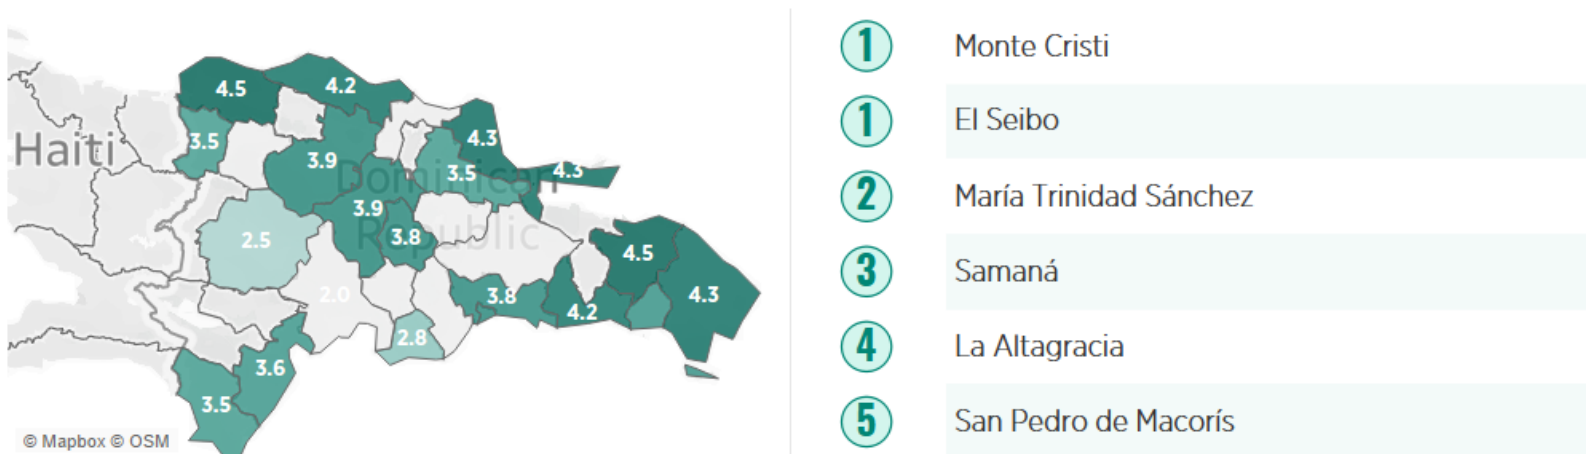 4.5
4.2
Haiti
3.5
3.9
4.3
3.5
4.3
Dominican
Republic
3.9
3.8
2.5
4.5
2.0
3.8
4.2
4.3
2.8
3.6
3.5
© Mapbox © OSM
1 Monte Cristi
1 El Seibo
2 María Trinidad Sánchez
3 Samaná
4 La Altagracia
5 San Pedro de Macorís